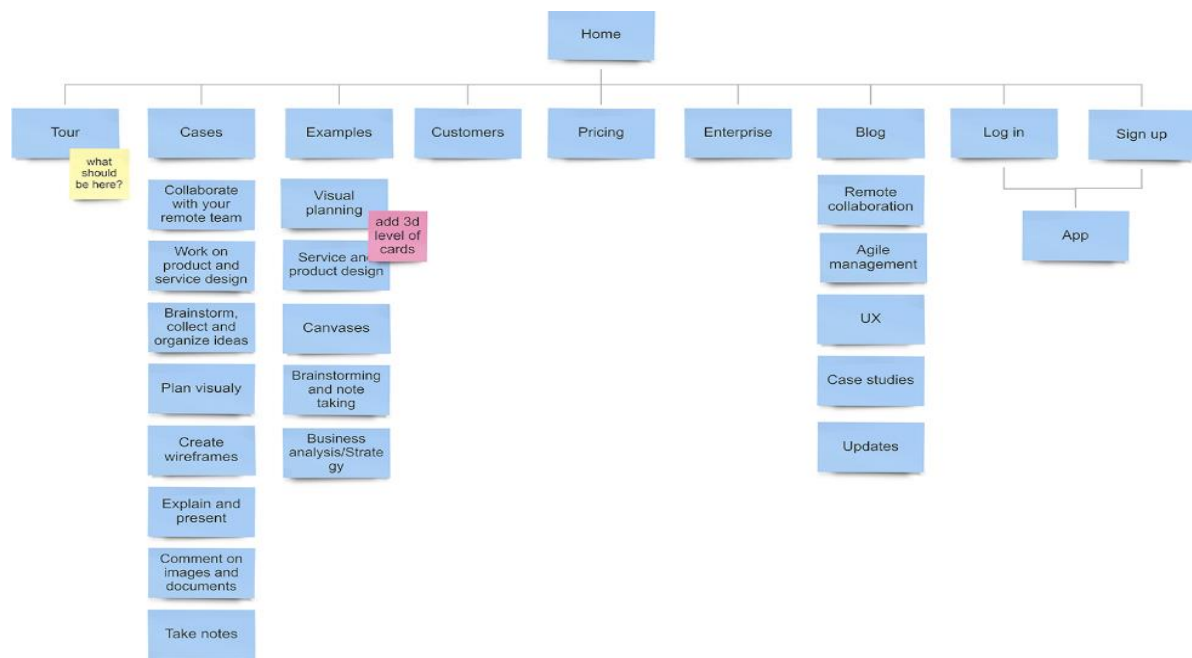 Home
Tour
Cases
Examples
Customers
Pricing
Enterprise
Blog
Log in
Sign up
what
should
be here?
Collaborate
with your
remote team
Work on
product and
service design
Brainstorm,
collect and
organize ideas
Plan visualy
Create
wireframes
Explain and
present
Comment on
images and
documents
Take notes
Visual
planning
add 3d
level of
cards
Service and
product design
Canvases
Brainstorming
and note
taking
Business
analysis/Strate
gy
Remote
collaboration
Agile
management
UX
Case studies
Updates
App